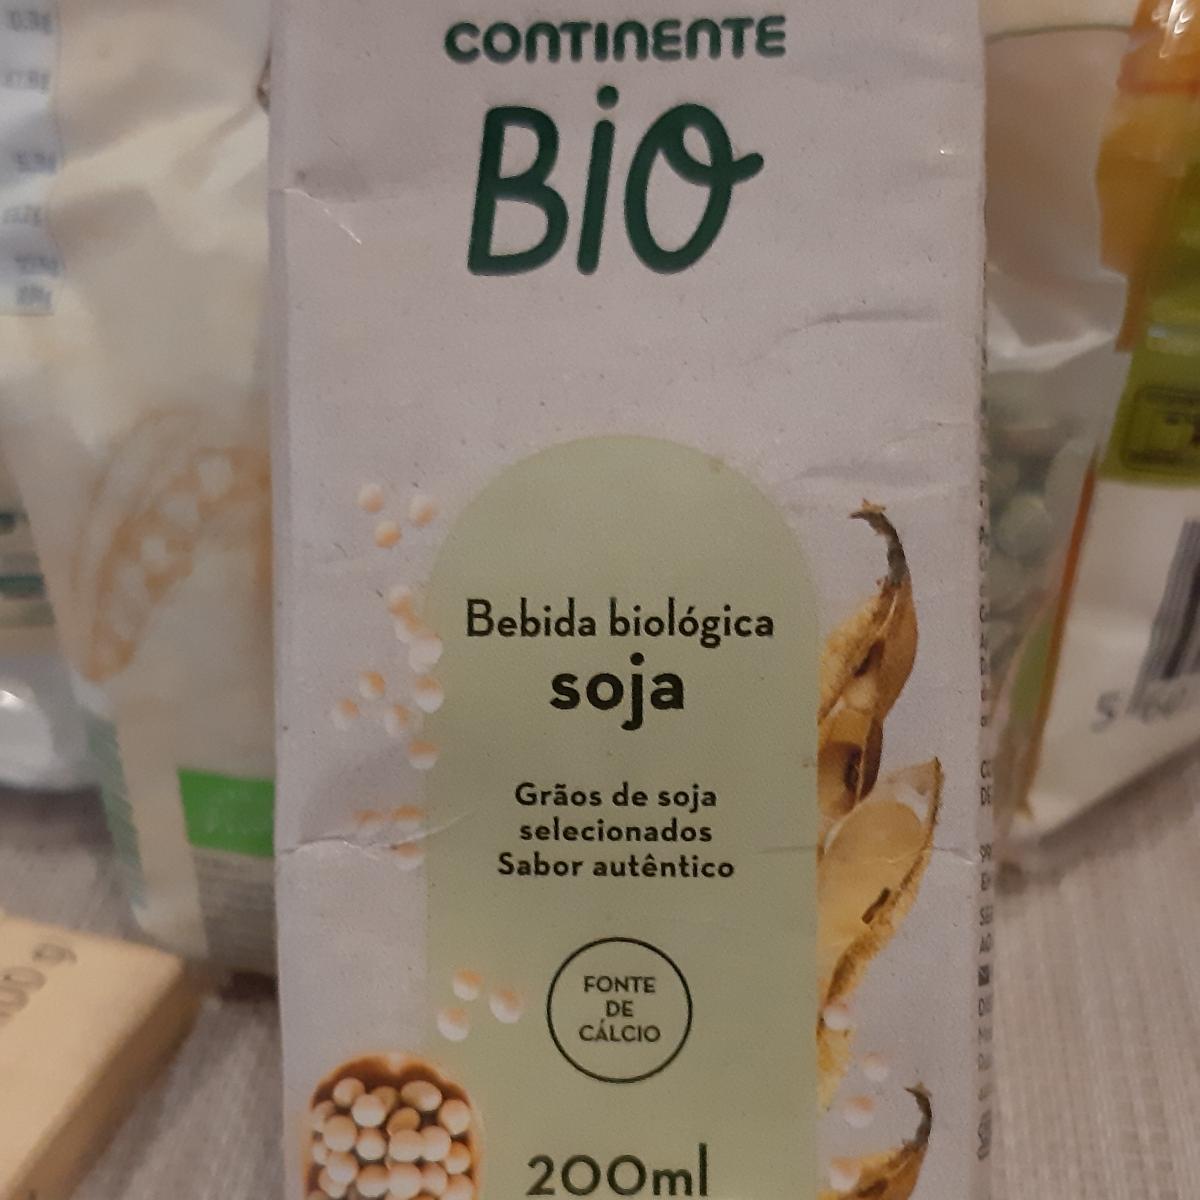 CONTINENTE
BIO
Bebida biológica
soja
Grãos de soja
selecionados
Sabor autêntico
FONTE
DE
CÁLCIO
200ml